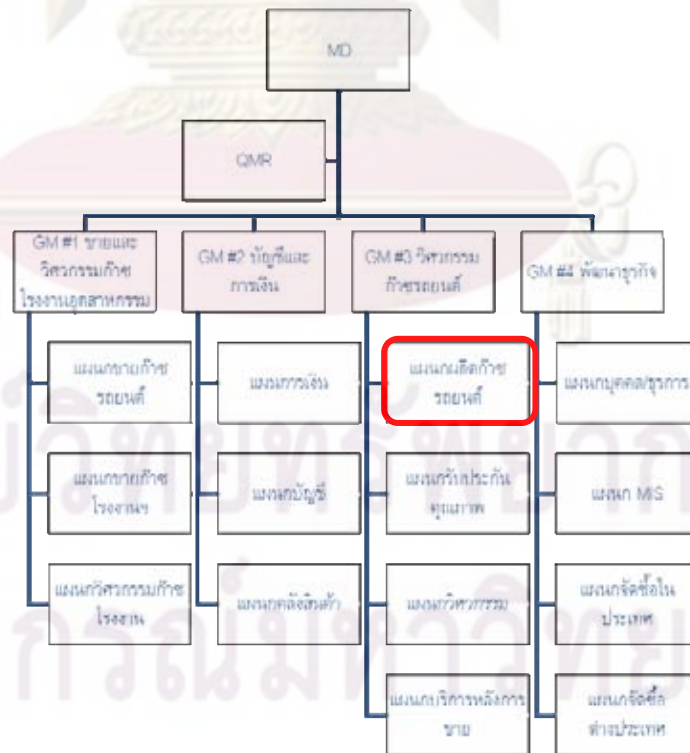 MD
QMR
GM #1 ขายและ
วิศวกรรมก๊าซ
โรงงานอุตสาหกรรม
GM #2 บัญชีและ
การเงิน
GM #3 วิศวกรรม
ก๊าซรถยนต์
GM #4 พัฒนาธุรกิจ
แผนกขายก๊าซ
รถยนต์
แผนกการเงิน
แผนกผลิตก๊าซ
รถยนต์
แผนกบุคคล/ธุรการ
แผนกขายก๊าซ
โรงงานฯ
แผนกบัญชี
แผนกรับประกัน
คุณภาพ
แผนก MIS
แผนกวิศวกรรมก๊าซ
โรงงาน
แผนกคลังสินค้า
แผนกวิศวกรรม
แผนกจัดซื้อใน
ประเทศ
แผนกบริการหลังการ
ขาย
แผนกจัดซื้อ
ต่างประเทศ